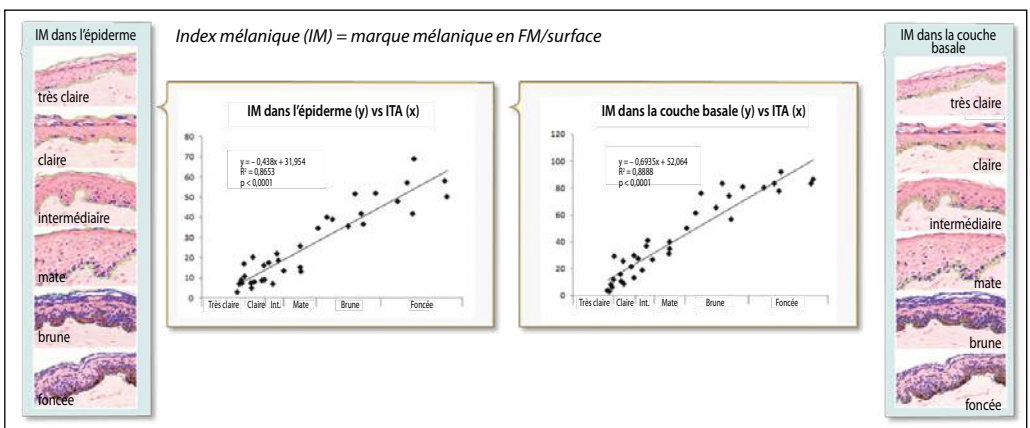 IM dans l'épiderme
très claire
claire
intermédiaire
mate
brune
foncée
Index mélanique (IM) = marque mélanique en FM/surface
IM dans l'épiderme (y) vs ITA (x)
80
70
60
50
40
30
20
10
0
y = – 0,438x + 31,954
R² = 0,8653
p < 0,0001
Très claire Claire Int. Mate Brune Foncée
IM dans la couche basale (y) vs ITA (x)
120
100
80
60
40
20
0
y = – 0,6935x + 52,064
R² = 0,8888
p < 0,0001
Très claire Claire Int. Mate Brune Foncée
IM dans la couche
basale
très claire
claire
intermédiaire
mate
brune
foncée